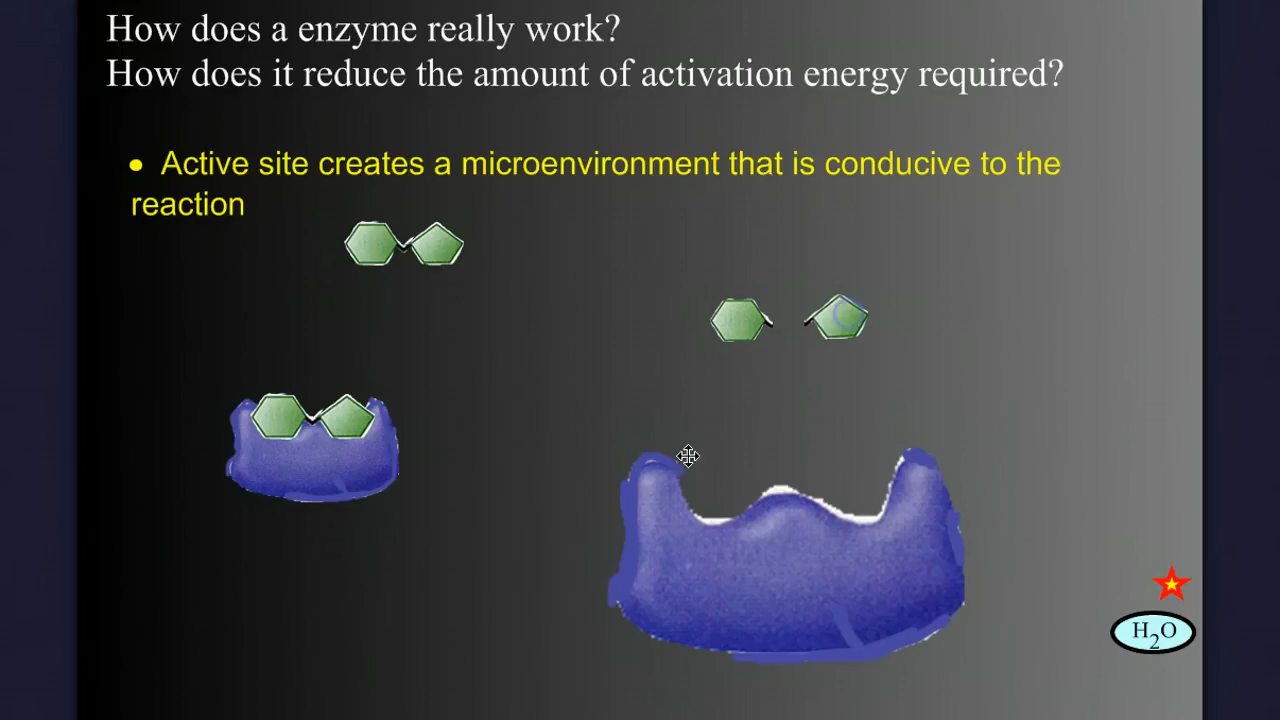 How does a enzyme really work?
How does it reduce the amount of activation energy required?
• Active site creates a microenvironment that is conducive to the
reaction
H₂O